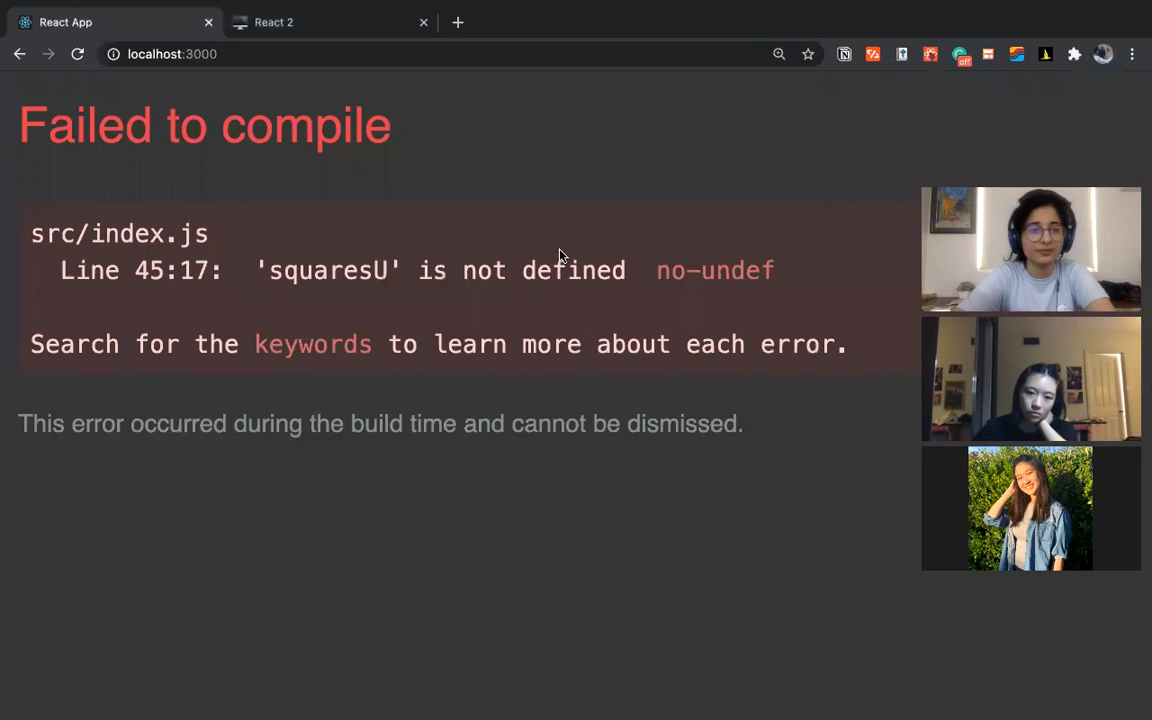 React App
React 2
localhost:3000
off
Failed to compile
src/index.js
Line 45:17: 'squaresU' is not defined no-undef
Search for the keywords to learn more about each error.
This error occurred during the build time and cannot be dismissed.